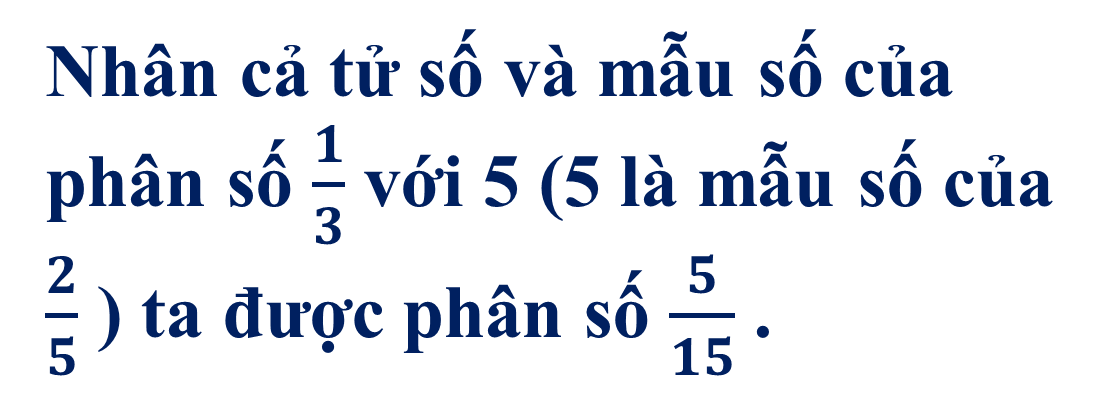 Nhân cả tử số và mẫu số của
phân số 1/3 với 5 (5 là mẫu số của
2/5 ) ta được phân số 5/15 .